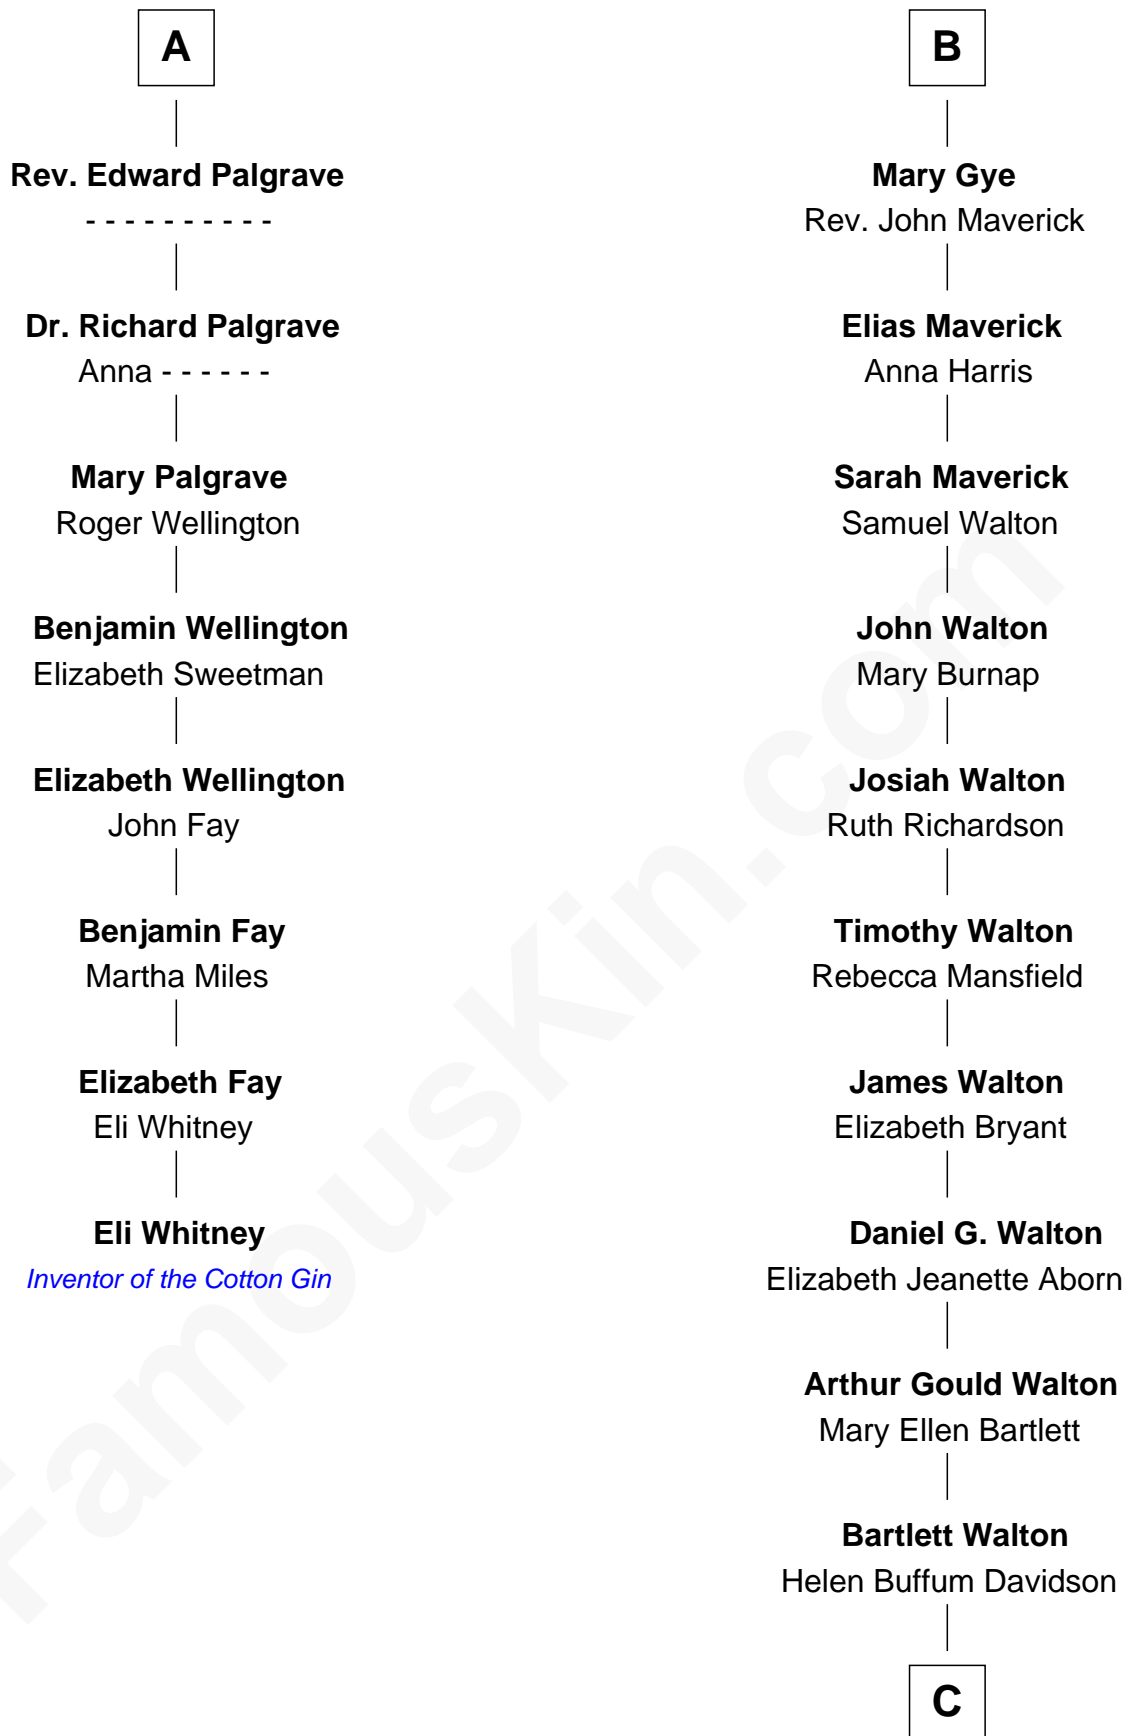 A
Rev. Edward Palgrave
- - - - - - - - - -
Dr. Richard Palgrave
Anna - - - - - -
Mary Palgrave
Roger Wellington
Benjamin Wellington
Elizabeth Sweetman
Elizabeth Wellington
John Fay
Benjamin Fay
Martha Miles
Elizabeth Fay
Eli Whitney
Eli Whitney
Inventor of the Cotton Gin
B
Mary Gye
Rev. John Maverick
Elias Maverick
Anna Harris
Sarah Maverick
Samuel Walton
John Walton
Mary Burnap
Josiah Walton
Ruth Richardson
Timothy Walton
Rebecca Mansfield
James Walton
Elizabeth Bryant
Daniel G. Walton
Elizabeth Jeanette Aborn
Arthur Gould Walton
Mary Ellen Bartlett
Bartlett Walton
Helen Buffum Davidson
C
FamousKin.com